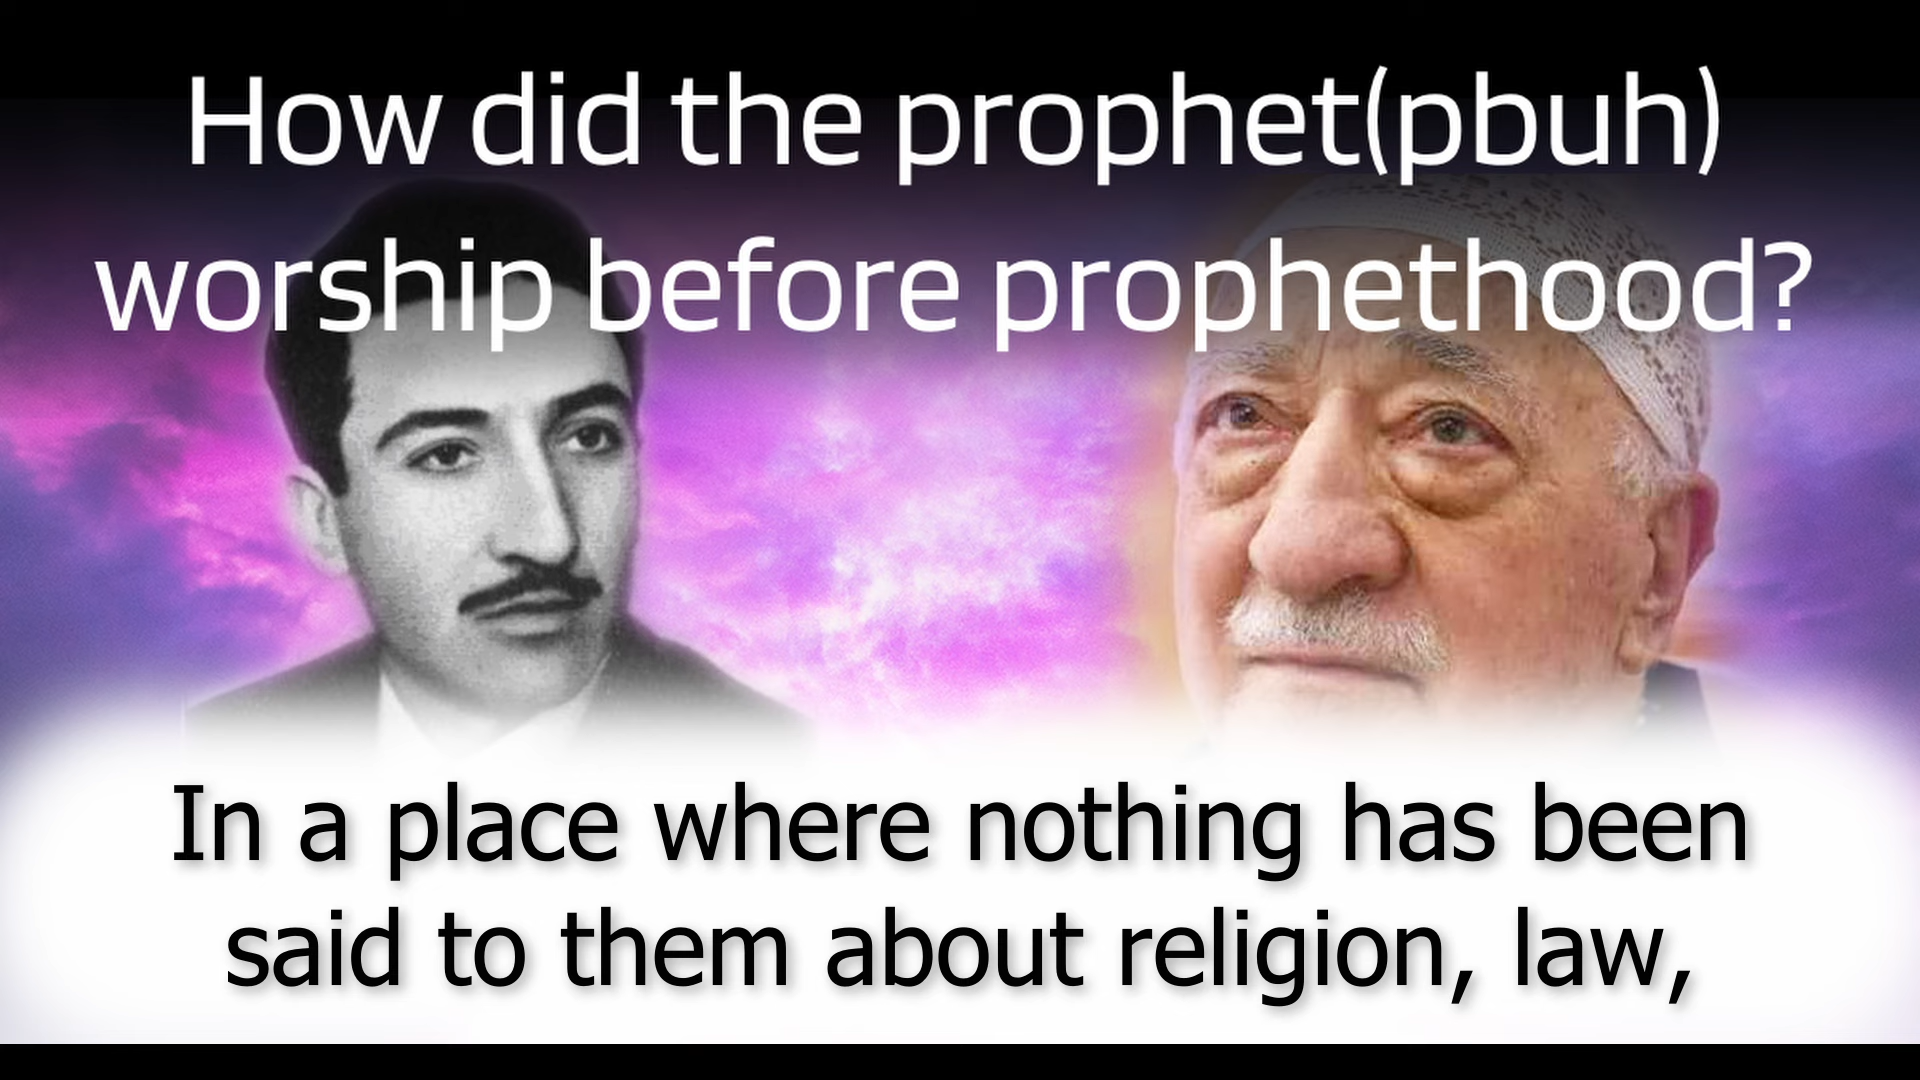 How did the prophet(pbuh)
worship before prophethood?
In a place where nothing has been
said to them about religion, law,